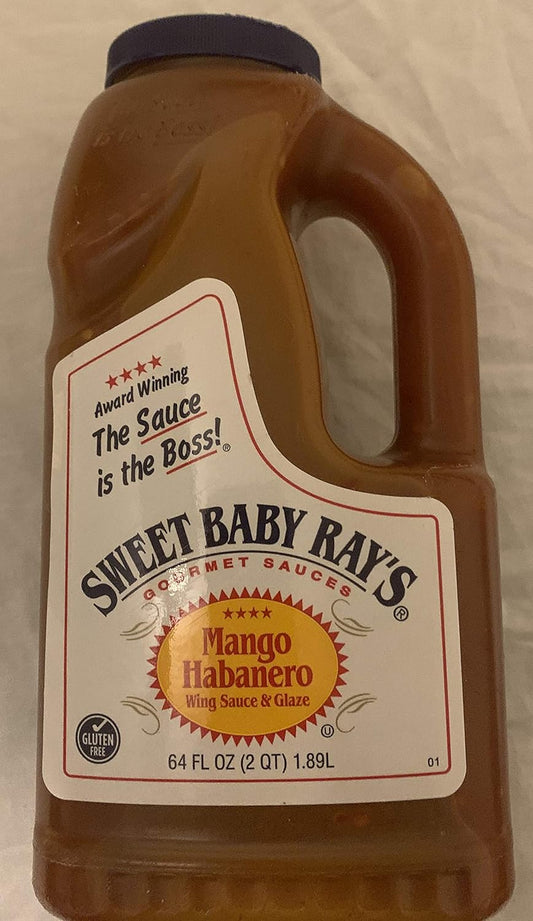 ★★★★
Award Winning
The Sauce
is the Boss!®
SWEET BABY RAY'S®
GOURMET SAUCES
★★★★
Mango
Habanero
Wing Sauce & Glaze
U
GLUTEN
FREE
64 FL OZ (2 QT) 1.89L
01